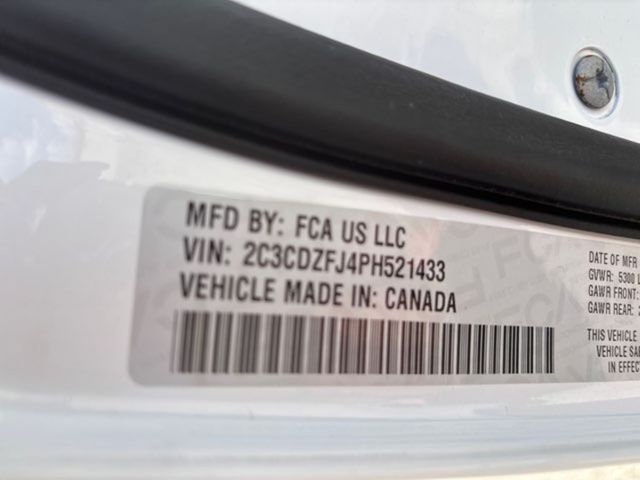 MFD BY: FCA US LLC
VIN: 2C3CDZFJ4PH521433
VEHICLE MADE IN: CANADA
DATE OF MFR
GVWR: 5300 L
GAWR FRONT:
GAWR REAR:
THIS VEHICLE
VEHICLE SAF
IN EFFEC